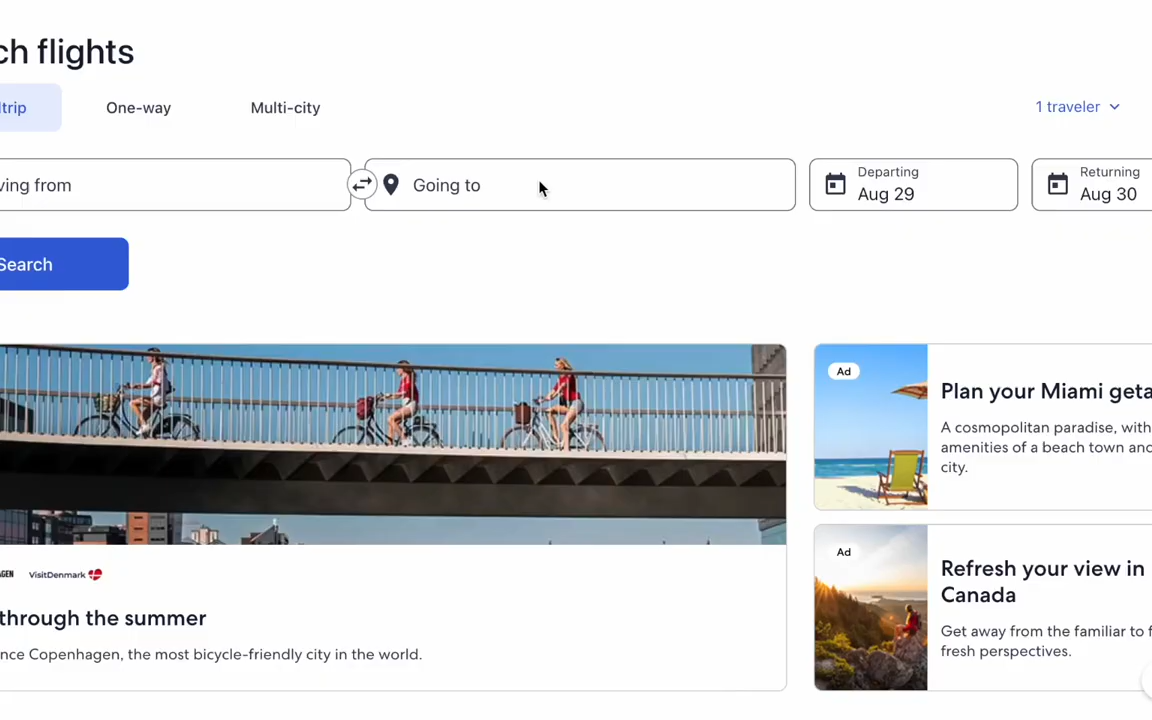 ch flights
trip
One-way
Multi-city
1 traveler
ving from
Going to
Departing
Aug 29
Returning
Aug 30
Search
Ad
Plan your Miami geta
A cosmopolitan paradise, with
amenities of a beach town and
city.
Ad
Refresh your view in
Canada
Get away from the familiar to f
fresh perspectives.
AGEN
VisitDenmark
through the summer
nce Copenhagen, the most bicycle-friendly city in the world.